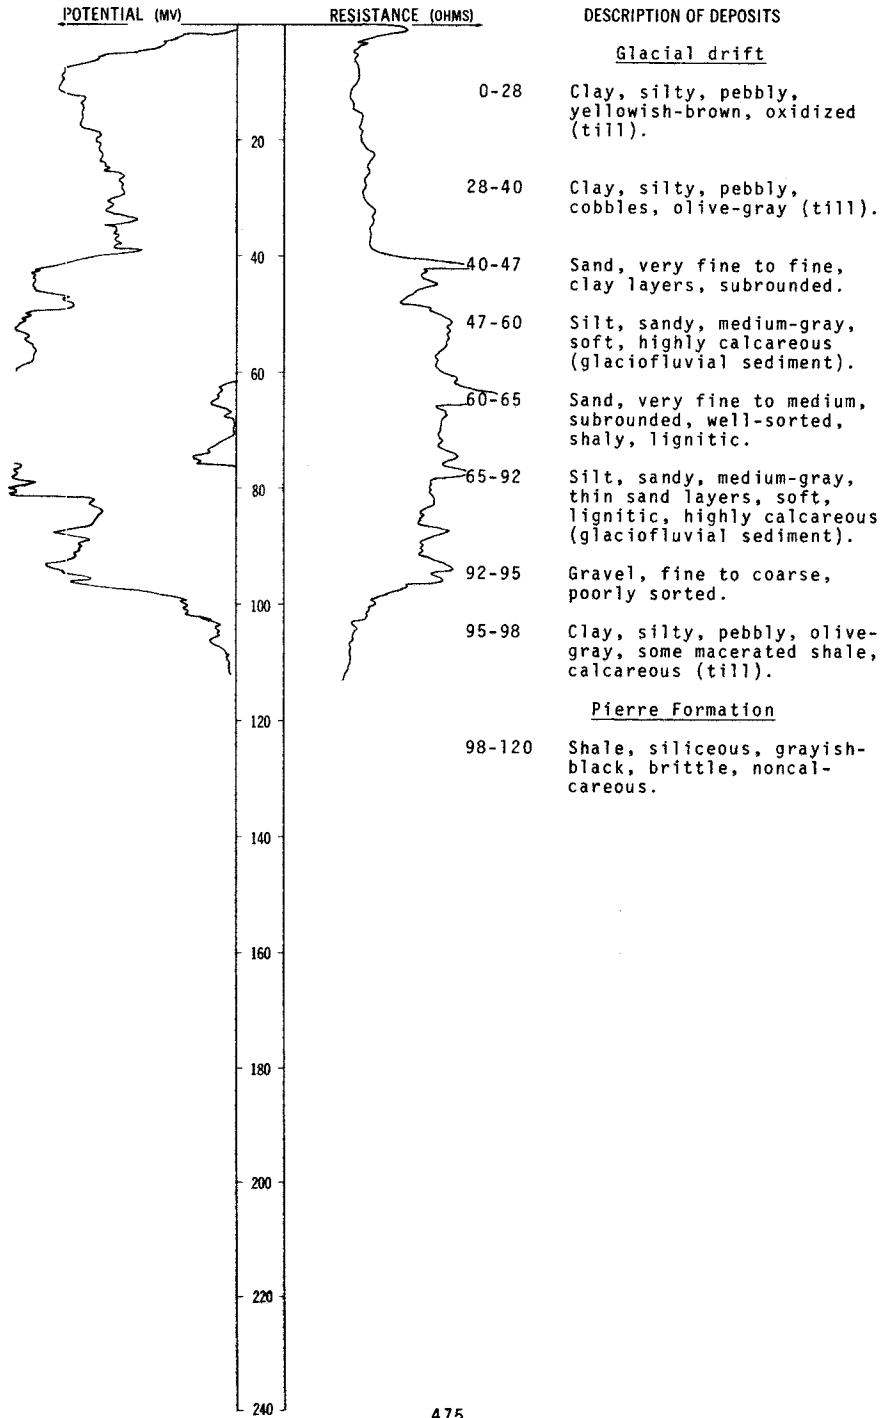 POTENTIAL (MV) RESISTANCE (OHMS) DESCRIPTION OF DEPOSITS
Glacial drift
0-28 Clay, silty, pebbly,
yellowish-brown, oxidized
(till).
28-40 Clay, silty, pebbly,
cobbles, olive-gray (till).
40-47 Sand, very fine to fine,
clay layers, subrounded.
47-60 Silt, sandy, medium-gray,
soft, highly calcareous
(glaciofluvial sediment).
60-65 Sand, very fine to medium,
subrounded, well-sorted,
shaly, lignitic.
65-92 Silt, sandy, medium-gray,
thin sand layers, soft,
lignitic, highly calcareous
(glaciofluvial sediment).
92-95 Gravel, fine to coarse,
poorly sorted.
95-98 Clay, silty, pebbly, olive-
gray, some macerated shale,
calcareous (till).
Pierre Formation
98-120 Shale, siliceous, grayish-
black, brittle, noncal-
careous.
20
40
60
80
100
120
140
160
180
200
220
240
475